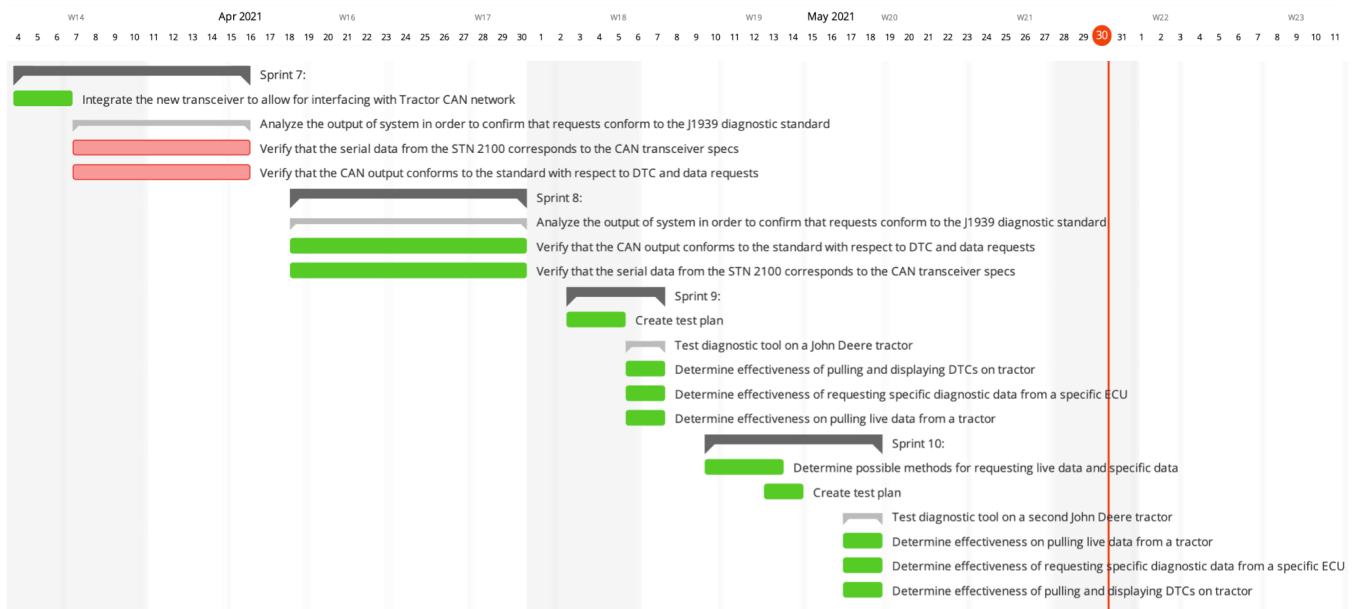 W14 Apr 2021 W16 W17 W18 W19 May 2021 W20 W21 W22 W23
4 5 6 7 8 9 10 11 12 13 14 15 16 17 18 19 20 21 22 23 24 25 26 27 28 29 30 1 2 3 4 5 6 7 8 9 10 11 12 13 14 15 16 17 18 19 20 21 22 23 24 25 26 27 28 29 30 31 1 2 3 4 5 6 7 8 9 10 11
Sprint 7:
Integrate the new transceiver to allow for interfacing with Tractor CAN network
Analyze the output of system in order to confirm that requests conform to the J1939 diagnostic standard
Verify that the serial data from the STN 2100 corresponds to the CAN transceiver specs
Verify that the CAN output conforms to the standard with respect to DTC and data requests
Sprint 8:
Analyze the output of system in order to confirm that requests conform to the J1939 diagnostic standard
Verify that the CAN output conforms to the standard with respect to DTC and data requests
Verify that the serial data from the STN 2100 corresponds to the CAN transceiver specs
Sprint 9:
Create test plan
Test diagnostic tool on a John Deere tractor
Determine effectiveness of pulling and displaying DTCs on tractor
Determine effectiveness of requesting specific diagnostic data from a specific ECU
Determine effectiveness on pulling live data from a tractor
Sprint 10:
Determine possible methods for requesting live data and specific data
Create test plan
Test diagnostic tool on a second John Deere tractor
Determine effectiveness on pulling live data from a tractor
Determine effectiveness of requesting specific diagnostic data from a specific ECU
Determine effectiveness of pulling and displaying DTCs on tractor